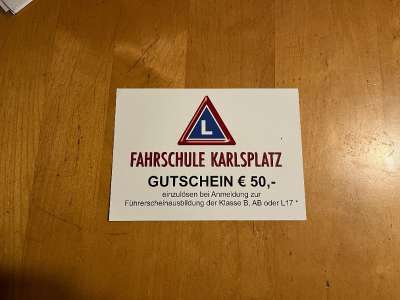 L
FAHRSCHULE KARLSPLATZ
GUTSCHEIN € 50,-
einzulösen bei Anmeldung zur
Führerscheinausbildung der Klasse B, AB oder L17 *